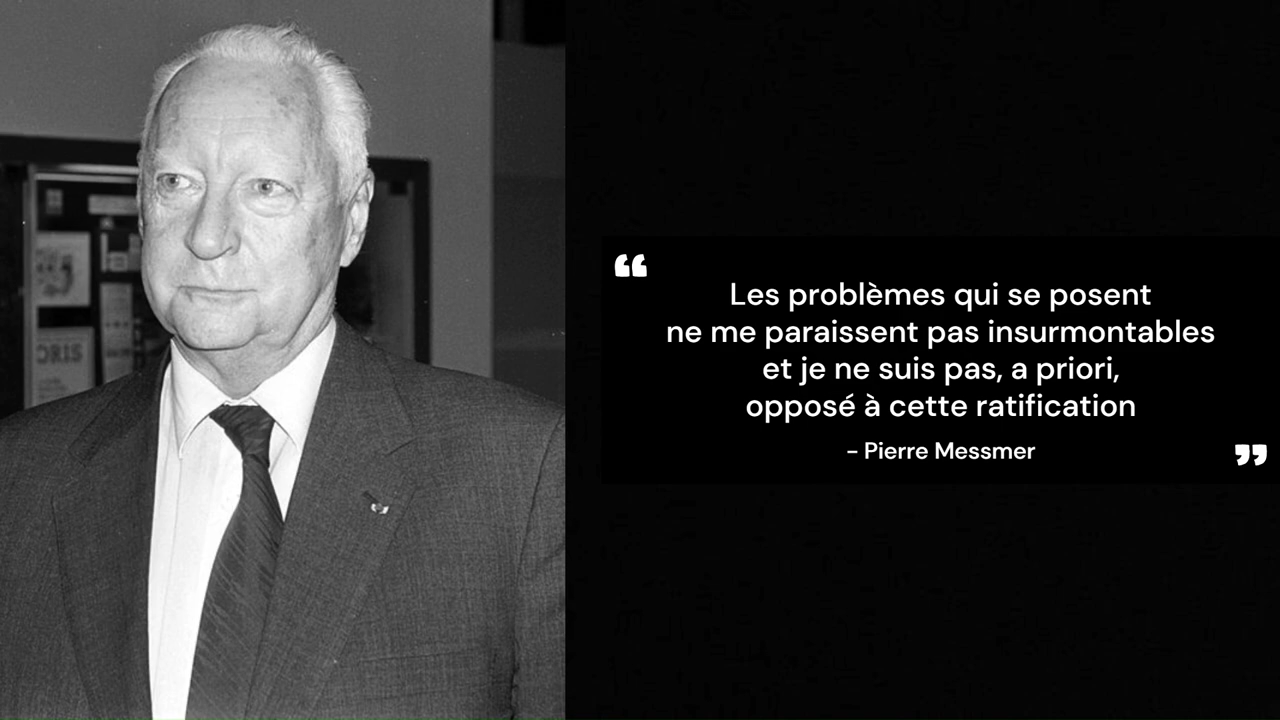 ORIS
“
Les problèmes qui se posent
ne me paraissent pas insurmontables
et je ne suis pas, a priori,
opposé à cette ratification
– Pierre Messmer
”